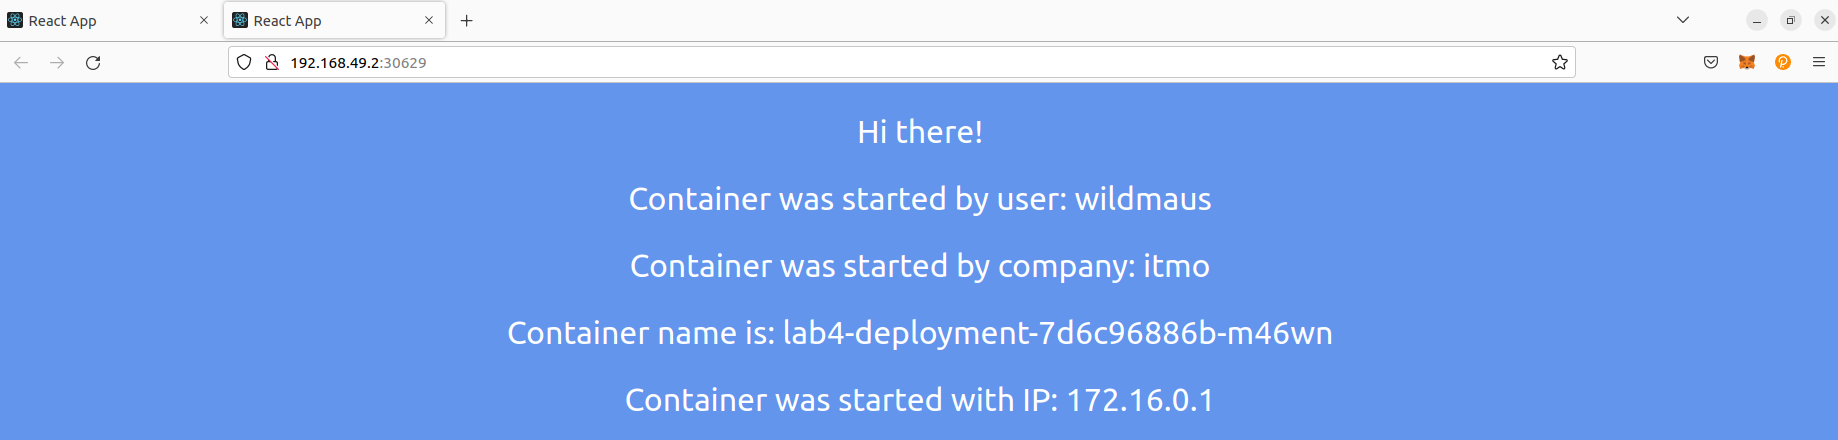 React App
React App
192.168.49.2:30629
Hi there!
Container was started by user: wildmaus
Container was started by company: itmo
Container name is: lab4-deployment-7d6c96886b-m46wn
Container was started with IP: 172.16.0.1